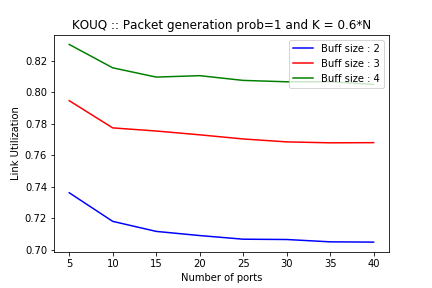 KOUQ :: Packet generation prob=1 and K = 0.6*N
Buff size : 2
Buff size : 3
Buff size : 4
Link Utilization
0.82
0.80
0.78
0.76
0.74
0.72
0.70
5 10 15 20 25 30 35 40
Number of ports